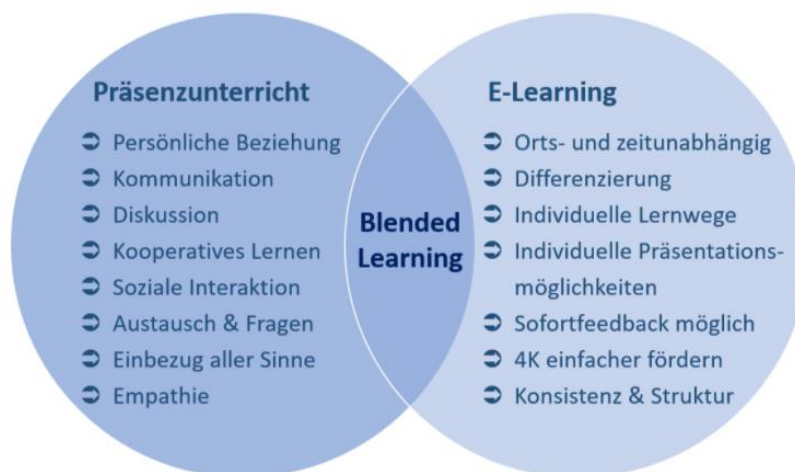 Präsenzunterricht
➲ Persönliche Beziehung
➲ Kommunikation
➲ Diskussion
➲ Kooperatives Lernen
➲ Soziale Interaktion
➲ Austausch & Fragen
➲ Einbezug aller Sinne
➲ Empathie
Blended
Learning
E-Learning
➲ Orts- und zeitunabhängig
➲ Differenzierung
➲ Individuelle Lernwege
➲ Individuelle Präsentations-
möglichkeiten
➲ Sofortfeedback möglich
➲ 4K einfacher fördern
➲ Konsistenz & Struktur